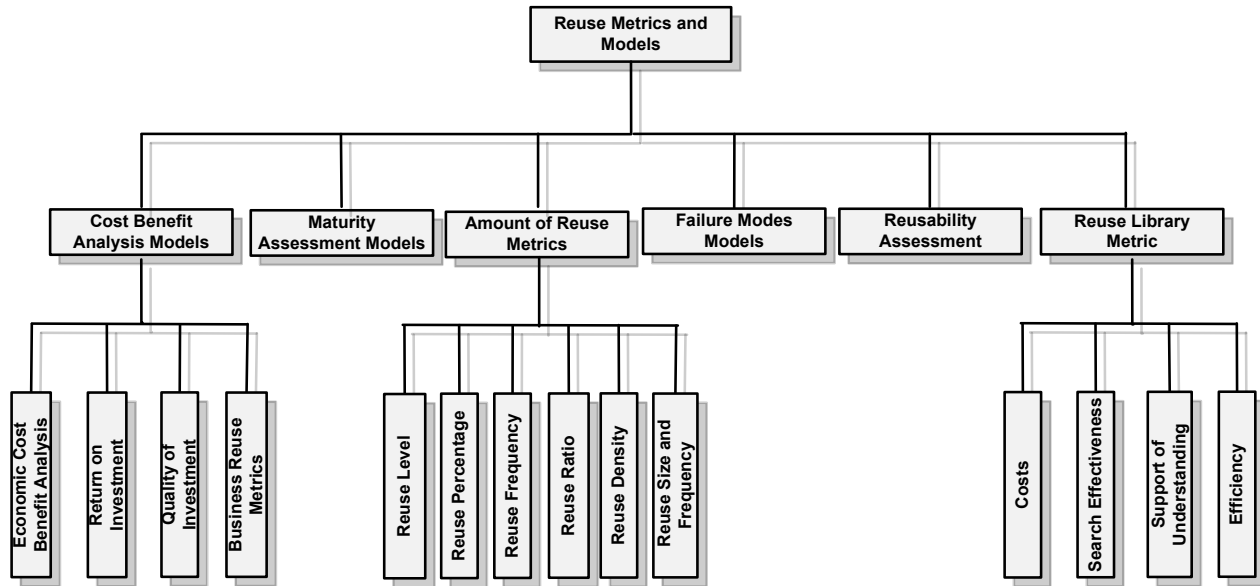 Reuse Metrics and
Models
Cost Benefit
Analysis Models
Maturity
Assessment Models
Amount of Reuse
Metrics
Failure Modes
Models
Reusability
Assessment
Reuse Library
Metric
Economic Cost
Benefit Analysis
Return on
Investment
Quality of
Investment
Business Reuse
Metrics
Reuse Level
Reuse Percentage
Reuse Frequency
Reuse Ratio
Reuse Density
Reuse Size and
Frequency
Costs
Search Effectiveness
Support of
Understanding
Efficiency